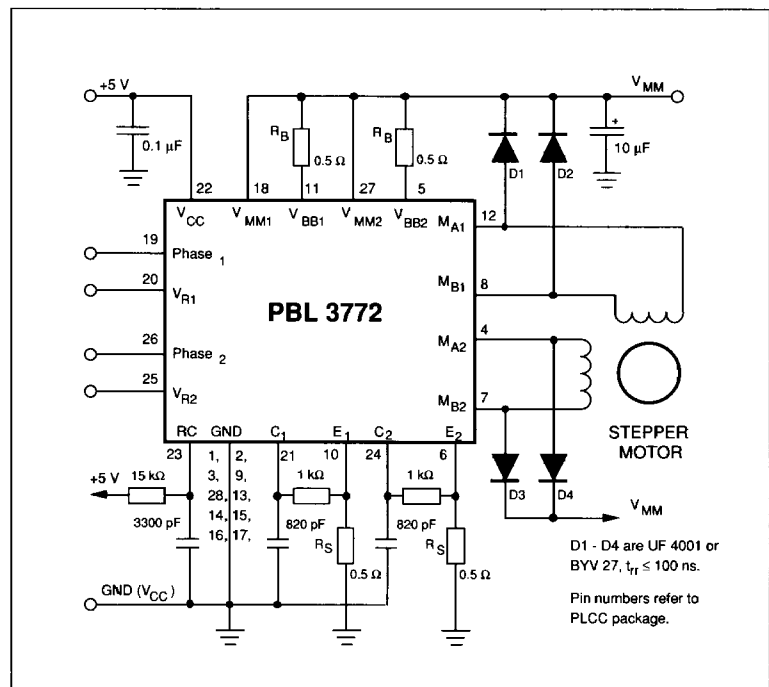 +5 V
V_MM
0.1 µF
R_B
0.5 Ω
R_B
0.5 Ω
D1
D2
+
10 µF
22
18
11
27
5
V_CC
V_MM1
V_BB1
V_MM2
V_BB2
M_A1
12
19
Phase_1
20
V_R1
M_B1
8
PBL 3772
26
Phase_2
M_A2
4
25
V_R2
M_B2
7
STEPPER
MOTOR
RC
GND
C_1
E_1
C_2
E_2
23
1, 2,
3, 9,
28, 13,
14, 15,
16, 17,
21
10
24
6
+5 V
15 kΩ
1 kΩ
1 kΩ
D3
D4
3300 pF
820 pF
820 pF
R_S
0.5 Ω
R_S
0.5 Ω
V_MM
GND (V_CC)
D1 - D4 are UF 4001 or
BYV 27, t_rr ≤ 100 ns.
Pin numbers refer to
PLCC package.